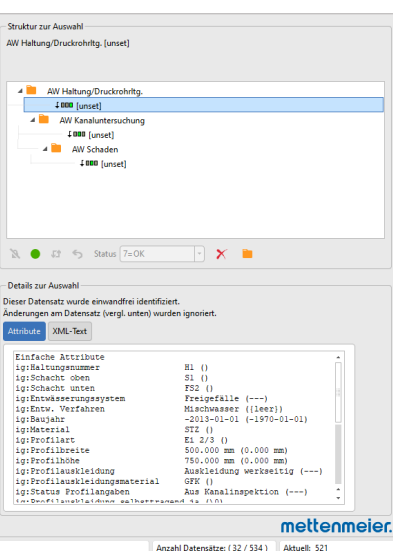 Struktur zur Auswahl
AW Haltung/Druckrohrltg. [unset]
AW Haltung/Druckrohrltg.
[unset]
AW Kanaluntersuchung
[unset]
AW Schaden
[unset]
Status 7=OK
Details zur Auswahl
Dieser Datensatz wurde einwandfrei identifiziert.
Änderungen am Datensatz (vergl. unten) wurden ignoriert.
Attribute XML-Text
Einfache Attribute
ig:Haltungsnummer H1 ()
ig:Schacht oben S1 ()
ig:Schacht unten FS2 ()
ig:Entwässerungssystem Freigefälle (---)
ig:Entw. Verfahren Mischwasser ({leer})
ig:Baujahr -2013-01-01 (-1970-01-01)
ig:Material STZ ()
ig:Profilart Ei 2/3 ()
ig:Profilbreite 500.000 mm (0.000 mm)
ig:Profilhöhe 750.000 mm (0.000 mm)
ig:Profilauskleidung Auskleidung werkseitig (---)
ig:Profilauskleidungsmaterial GFK ()
ig:Status Profilangaben Aus Kanalinspektion (---)
ig:Profilauskleidung selbsttragend ja
mettenmeier.
Anzahl Datensätze: ( 32 / 534 ) Aktuell: 521